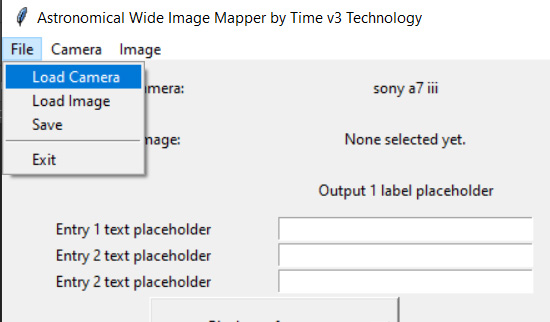 Astronomical Wide Image Mapper by Time v3 Technology
File Camera Image
Load Camera
Load Image
Save
Exit
mera: sony a7 iii
mage: None selected yet.
Output 1 label placeholder
Entry 1 text placeholder
Entry 2 text placeholder
Entry 2 text placeholder